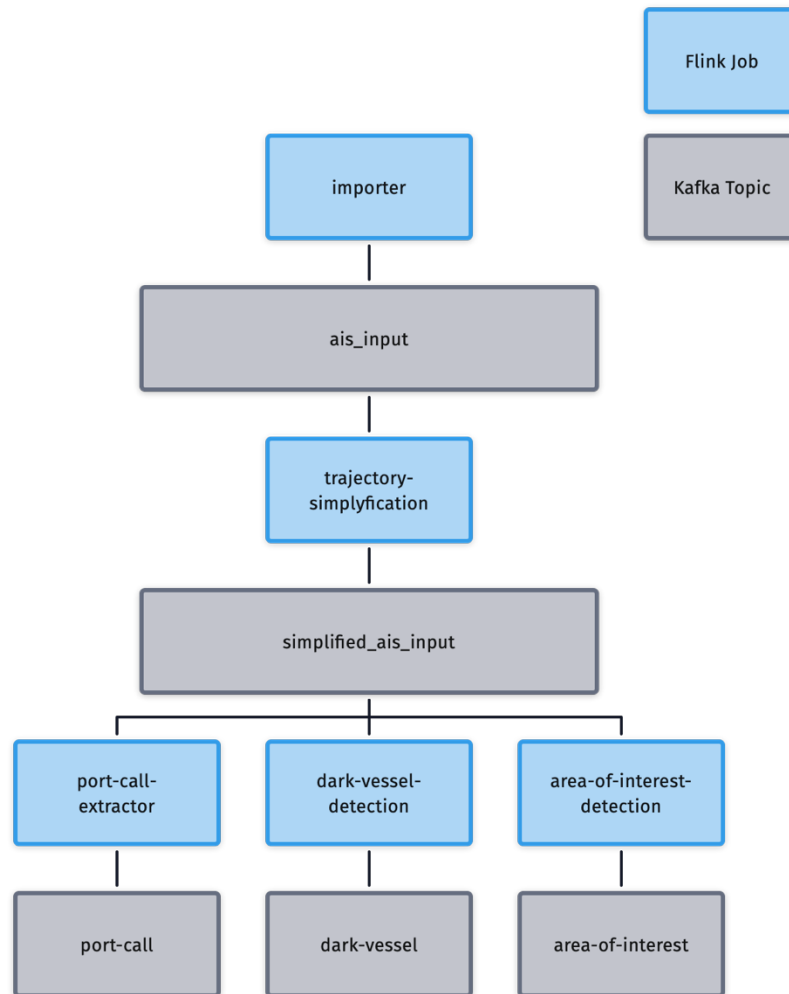 Flink Job
importer
Kafka Topic
ais_input
trajectory-
simplyfication
simplified_ais_input
port-call-
extractor
dark-vessel-
detection
area-of-interest-
detection
port-call
dark-vessel
area-of-interest